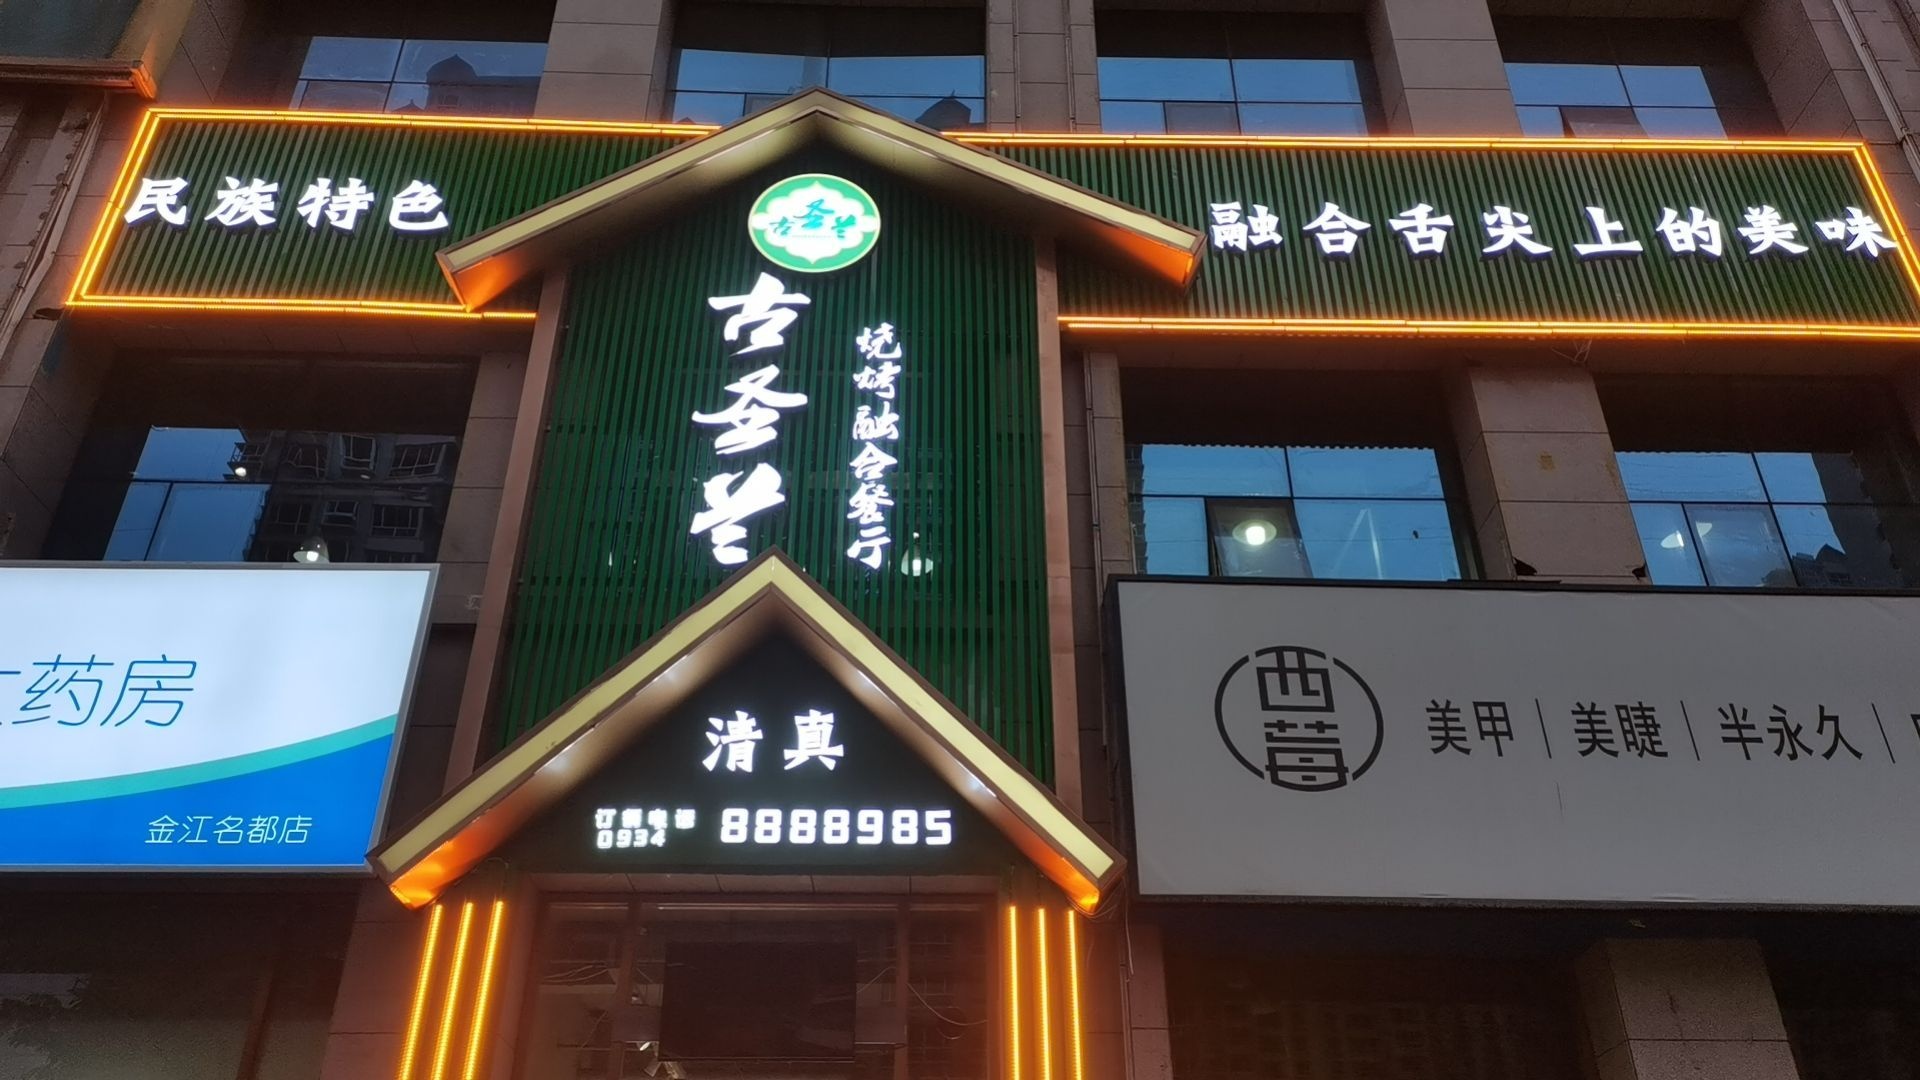 民族特色
融合舌尖上的美味
古圣兰
古圣兰
烧烤融合餐厅
清真
订餐电话
0934
8888985
药房
金江名都店
西莓
美甲|美睫|半永久|